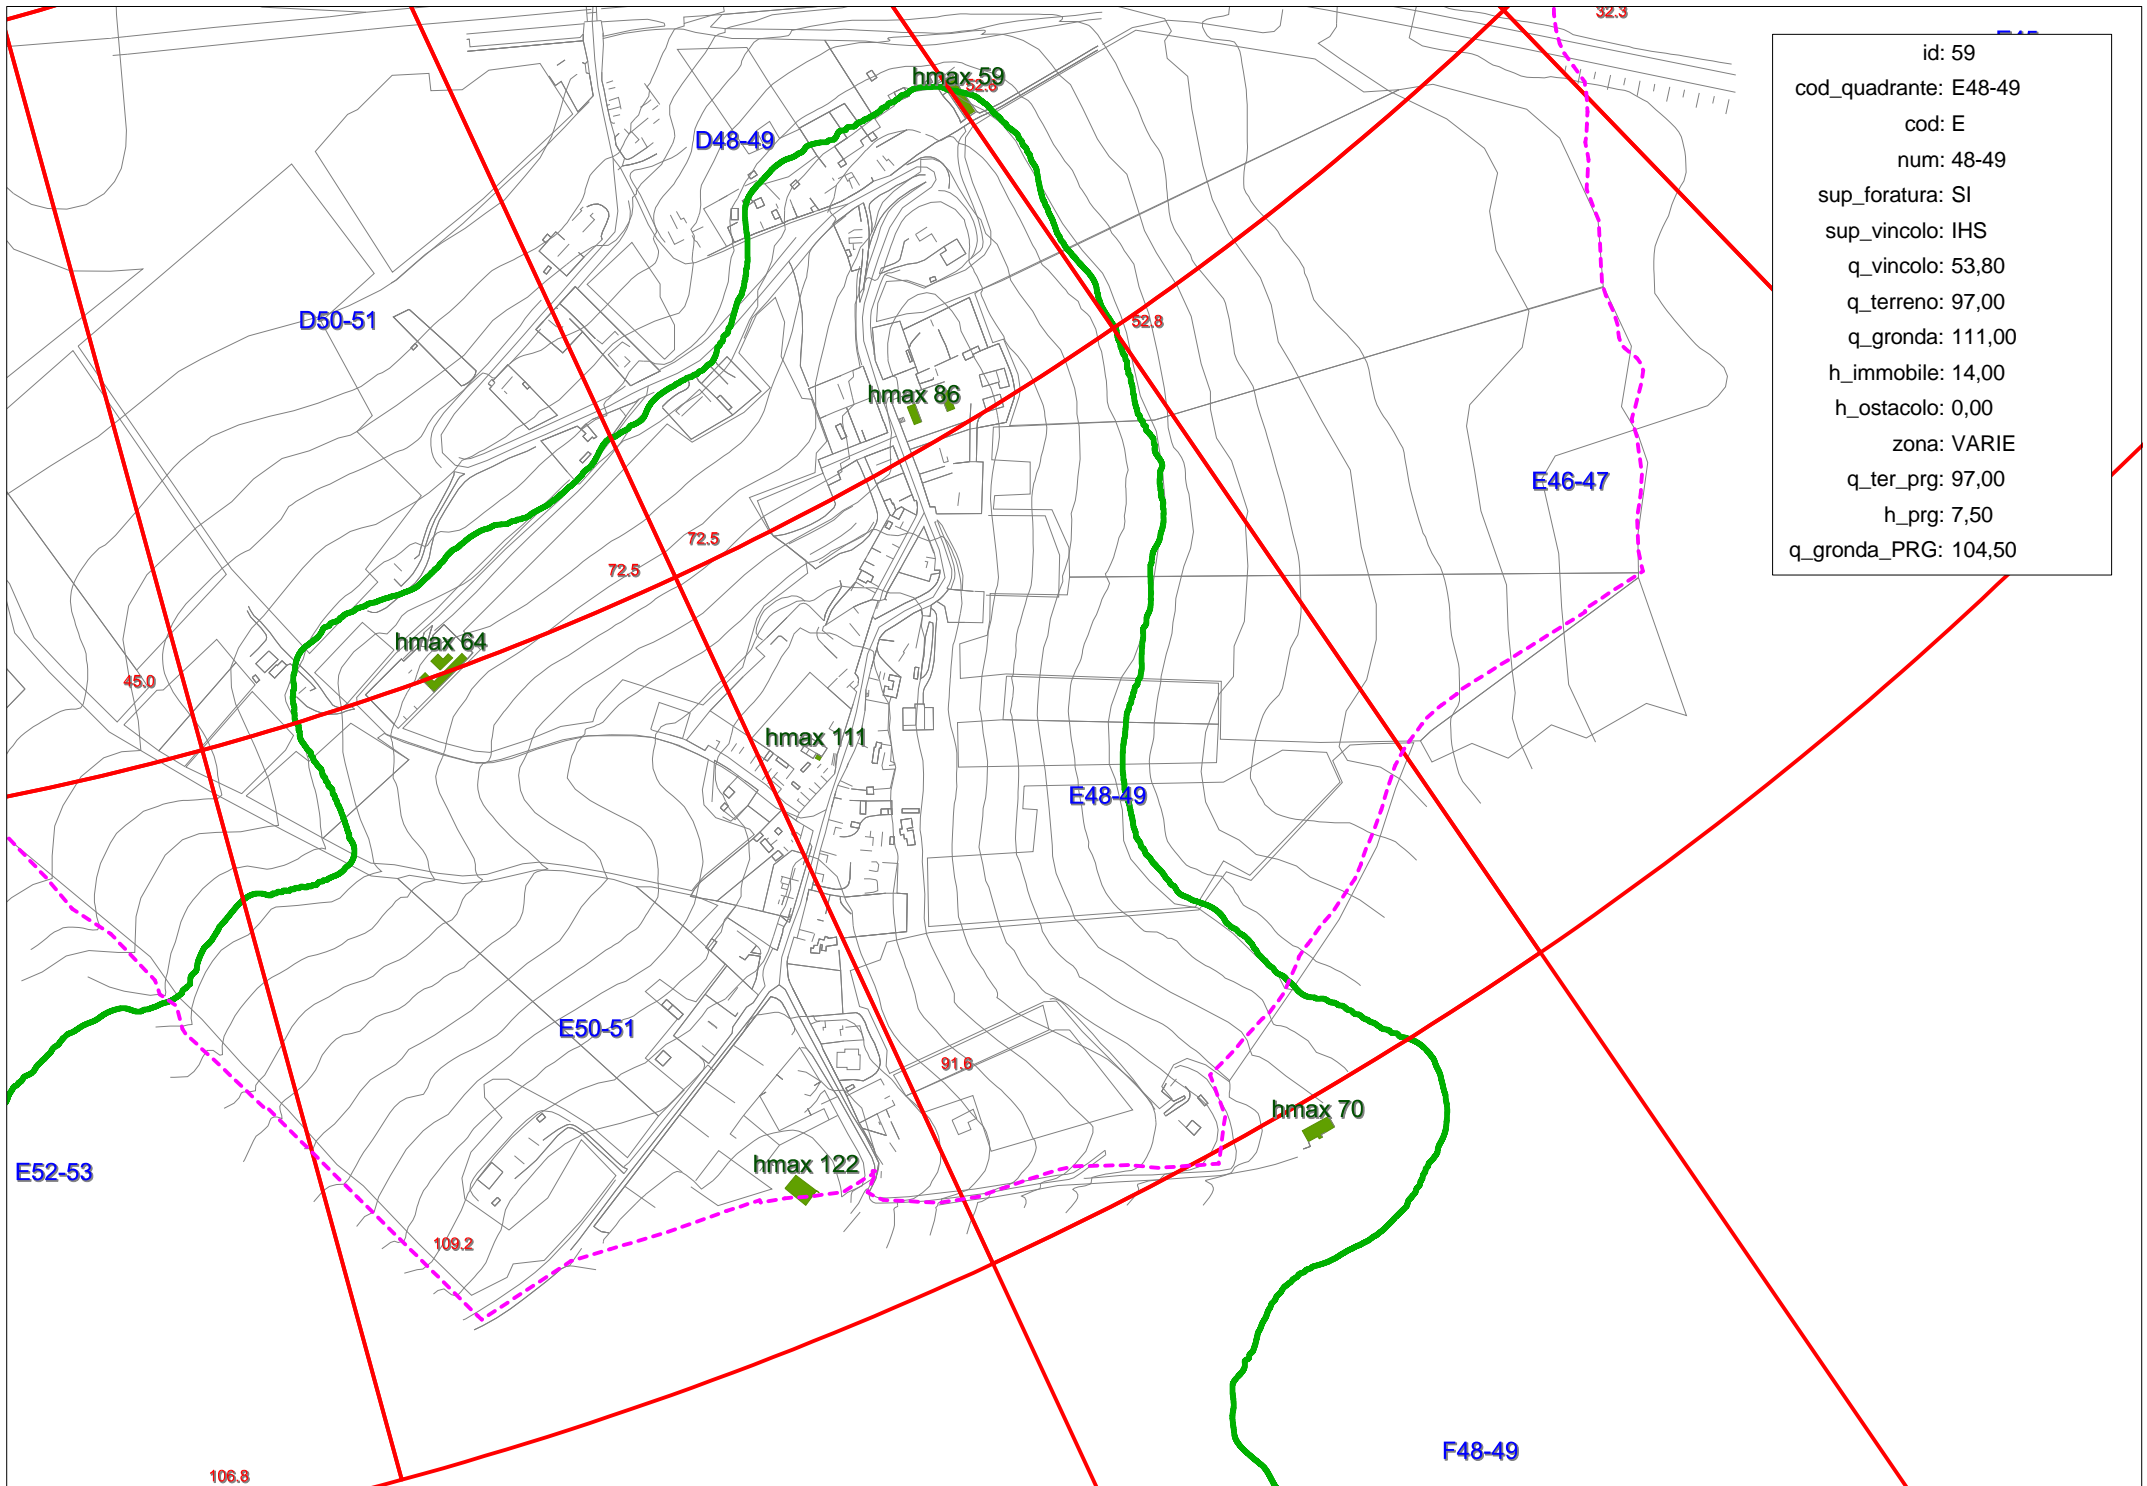 32.3
hmax 59
52.8
D48-49
id: 59
cod_quadrante: E48-49
cod: E
num: 48-49
sup_foratura: SI
sup_vincolo: IHS
q_vincolo: 53,80
q_terreno: 97,00
q_gronda: 111,00
h_immobile: 14,00
h_ostacolo: 0,00
zona: VARIE
q_ter_prg: 97,00
h_prg: 7,50
q_gronda_PRG: 104,50
D50-51
52.8
hmax 86
E46-47
72.5
72.5
hmax 64
45.0
hmax 111
E48-49
E50-51
91.6
hmax 70
hmax 122
E52-53
109.2
F48-49
106.8